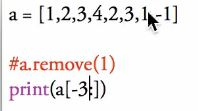 a = [1,2,3,4,2,3,1,-1]
#a.remove(1)
print(a[-3:])